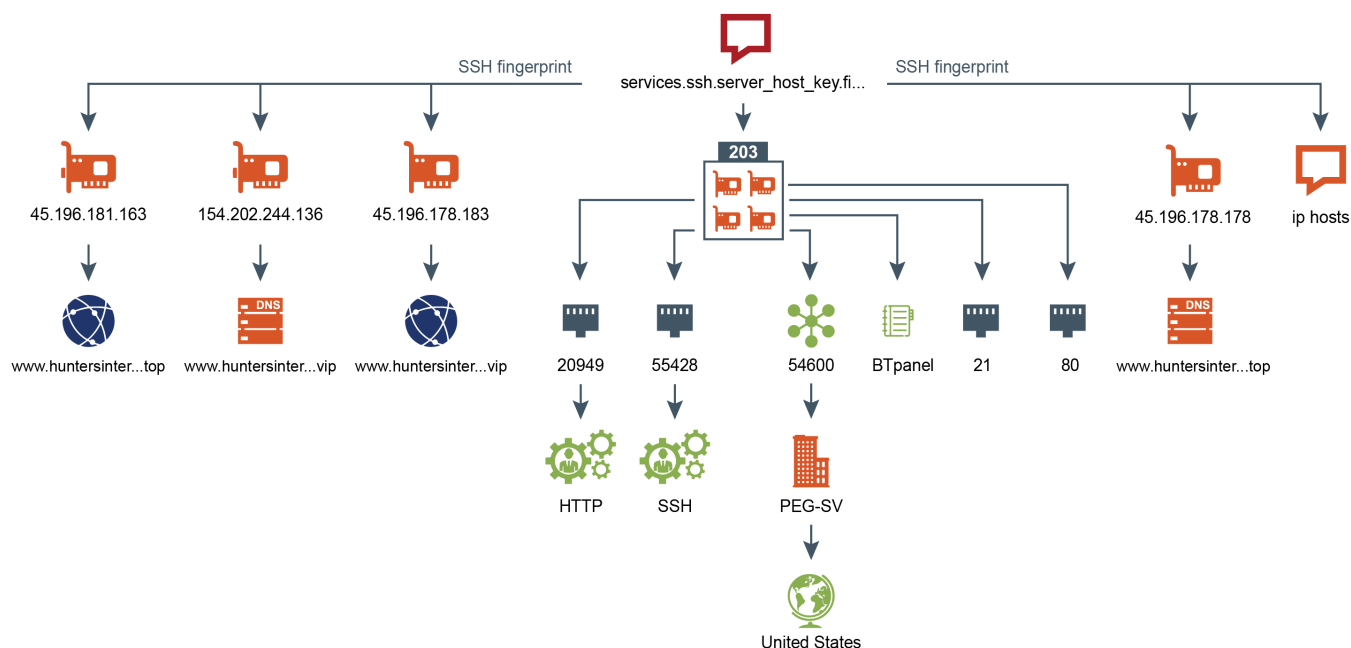 SSH fingerprint
services.ssh.server_host_key.fi...
SSH fingerprint
203
45.196.181.163
154.202.244.136
45.196.178.183
45.196.178.178
ip hosts
DNS
DNS
www.huntersinter...top
www.huntersinter...vip
www.huntersinter...vip
20949
55428
54600
BTpanel
21
80
www.huntersinter...top
HTTP
SSH
PEG-SV
United States